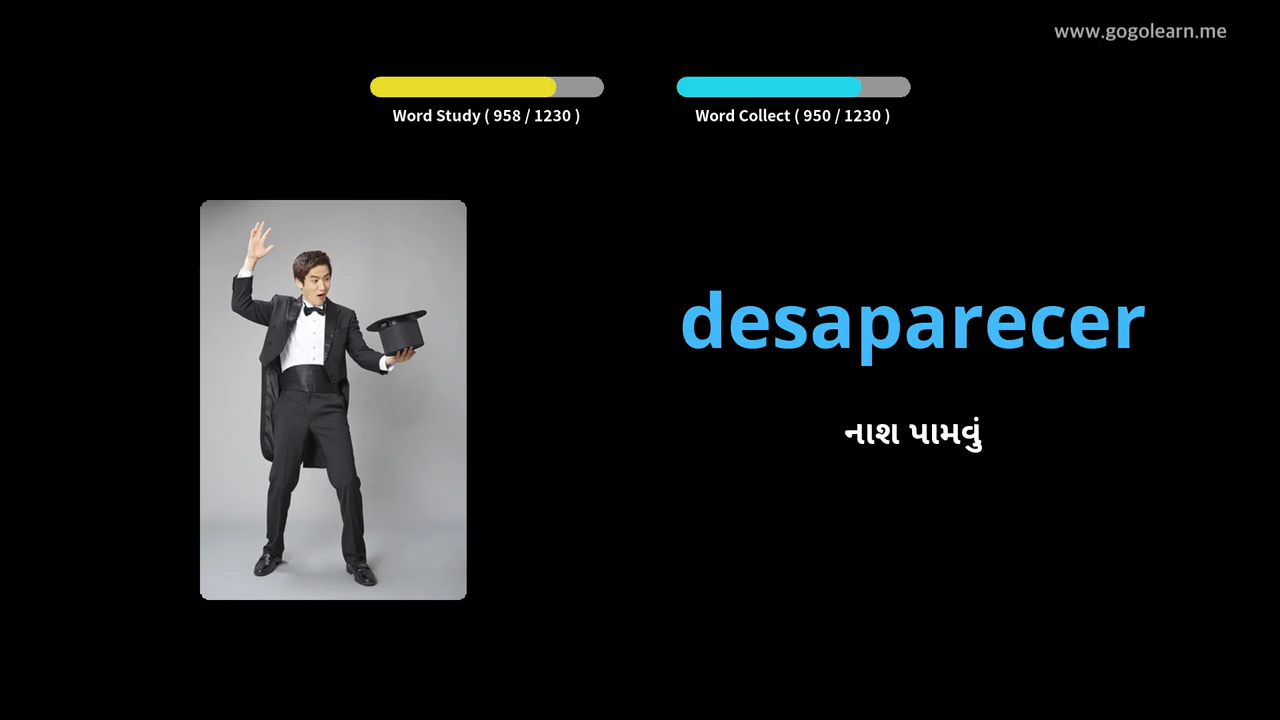 www.gogolearn.me
Word Study ( 958 / 1230 )
Word Collect ( 950 / 1230 )
desaparecer
નાશ પામવું